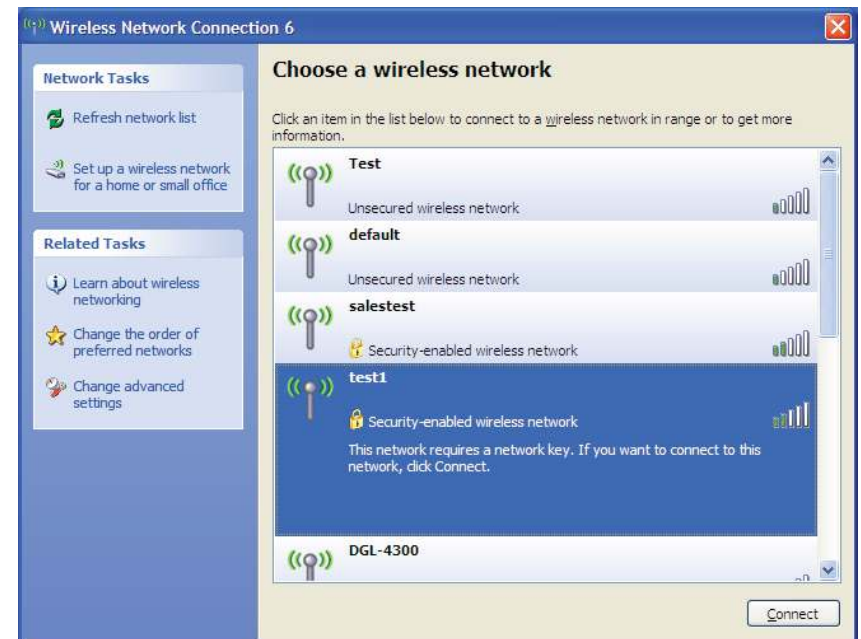 Wireless Network Connection 6
Network Tasks
Refresh network list
Set up a wireless network
for a home or small office
Related Tasks
Learn about wireless
networking
Change the order of
preferred networks
Change advanced
settings
Choose a wireless network
Click an item in the list below to connect to a wireless network in range or to get more
information.
Test
Unsecured wireless network
default
Unsecured wireless network
salestest
Security-enabled wireless network
test1
Security-enabled wireless network
This network requires a network key. If you want to connect to this
network, click Connect.
DGL-4300
Connect